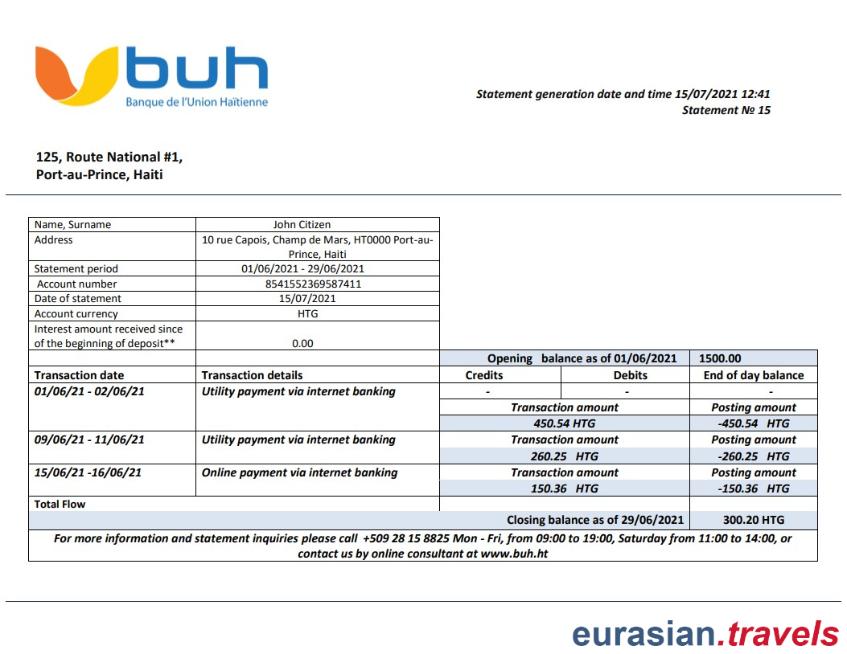 buh
Banque de l'Union Haïtienne
Statement generation date and time 15/07/2021 12:41
Statement № 15
125, Route National #1,
Port-au-Prince, Haiti
Name, Surname John Citizen
Address 10 rue Capois, Champ de Mars, HT0000 Port-au-
Prince, Haiti
Statement period 01/06/2021 - 29/06/2021
Account number 8541552369587411
Date of statement 15/07/2021
Account currency HTG
Interest amount received since
of the beginning of deposit** 0.00
Opening balance as of 01/06/2021 1500.00
Transaction date Transaction details Credits Debits End of day balance
01/06/21 - 02/06/21 Utility payment via internet banking - - -
Transaction amount Posting amount
450.54 HTG -450.54 HTG
09/06/21 - 11/06/21 Utility payment via internet banking Transaction amount Posting amount
260.25 HTG -260.25 HTG
15/06/21 -16/06/21 Online payment via internet banking Transaction amount Posting amount
150.36 HTG -150.36 HTG
Total Flow
Closing balance as of 29/06/2021 300.20 HTG
For more information and statement inquiries please call +509 28 15 8825 Mon - Fri, from 09:00 to 19:00, Saturday from 11:00 to 14:00, or
contact us by online consultant at www.buh.ht
eurasian.travels